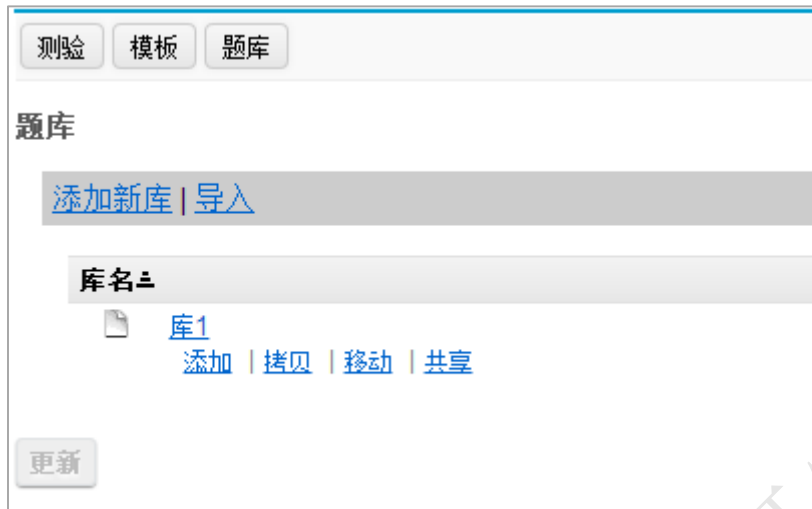 测验 模板 题库
题库
添加新库 | 导入
库名
库1
添加 | 拷贝 | 移动 | 共享
更新